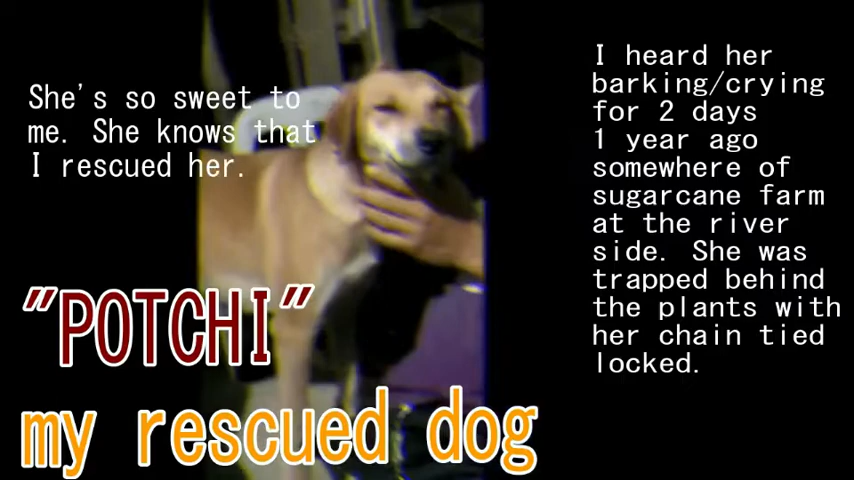 She's so sweet to
me. She knows that
I rescued her.
"POTCHI"
my rescued dog
I heard her
barking/crying
for 2 days
1 year ago
somewhere of
sugarcane farm
at the river
side. She was
trapped behind
the plants with
her chain tied
locked.